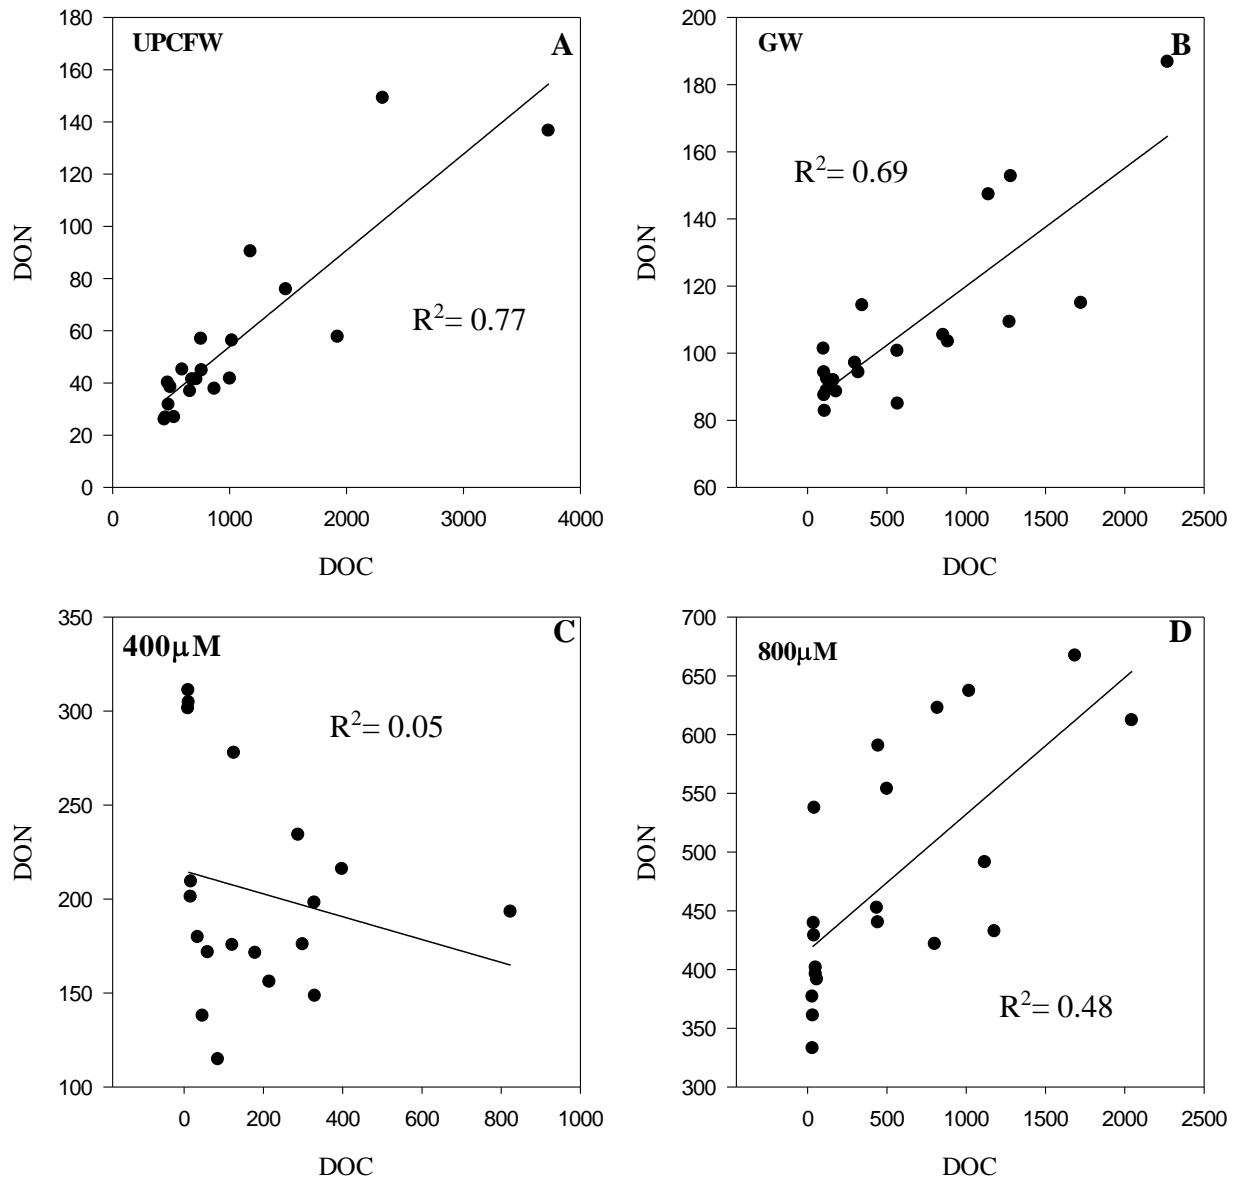 UPCFW
A
180
160
140
120
100
80
60
40
20
0
DON
R²= 0.77
0 1000 2000 3000 4000
DOC
GW
B
200
180
160
140
120
100
80
60
DON
R²= 0.69
0 500 1000 1500 2000 2500
DOC
400μM
C
350
300
250
200
150
100
DON
R²= 0.05
0 200 400 600 800 1000
DOC
800μM
D
700
650
600
550
500
450
400
350
300
DON
R²= 0.48
0 500 1000 1500 2000 2500
DOC